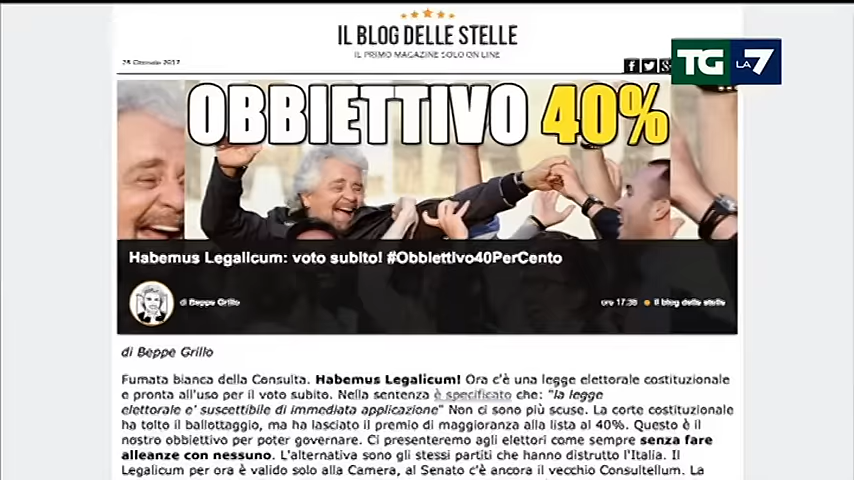 IL BLOG DELLE STELLE
IL PRIMO MAGAZINE SOLO ON LINE
25 Gennaio 2017
TG LA 7
OBBIETTIVO 40%
Habemus Legalicum: voto subito! #Obbiettivo40PerCento
di Beppe Grillo
ore 17:36
Il blog delle stelle
di Beppe Grillo
Fumata bianca della Consulta. Habemus Legalicum! Ora c'è una legge elettorale costituzionale
e pronta all'uso per il voto subito. Nella sentenza è specificato che: "la legge
elettorale e' suscettibile di immediata applicazione" Non ci sono più scuse. La corte costituzionale
ha tolto il ballottaggio, ma ha lasciato il premio di maggioranza alla lista al 40%. Questo è il
nostro obbiettivo per poter governare. Ci presenteremo agli elettori come sempre senza fare
alleanze con nessuno. L'alternativa sono gli stessi partiti che hanno distrutto l'Italia. Il
Legalicum per ora è valido solo alla Camera, al Senato c'è ancora il vecchio Consultellum. La